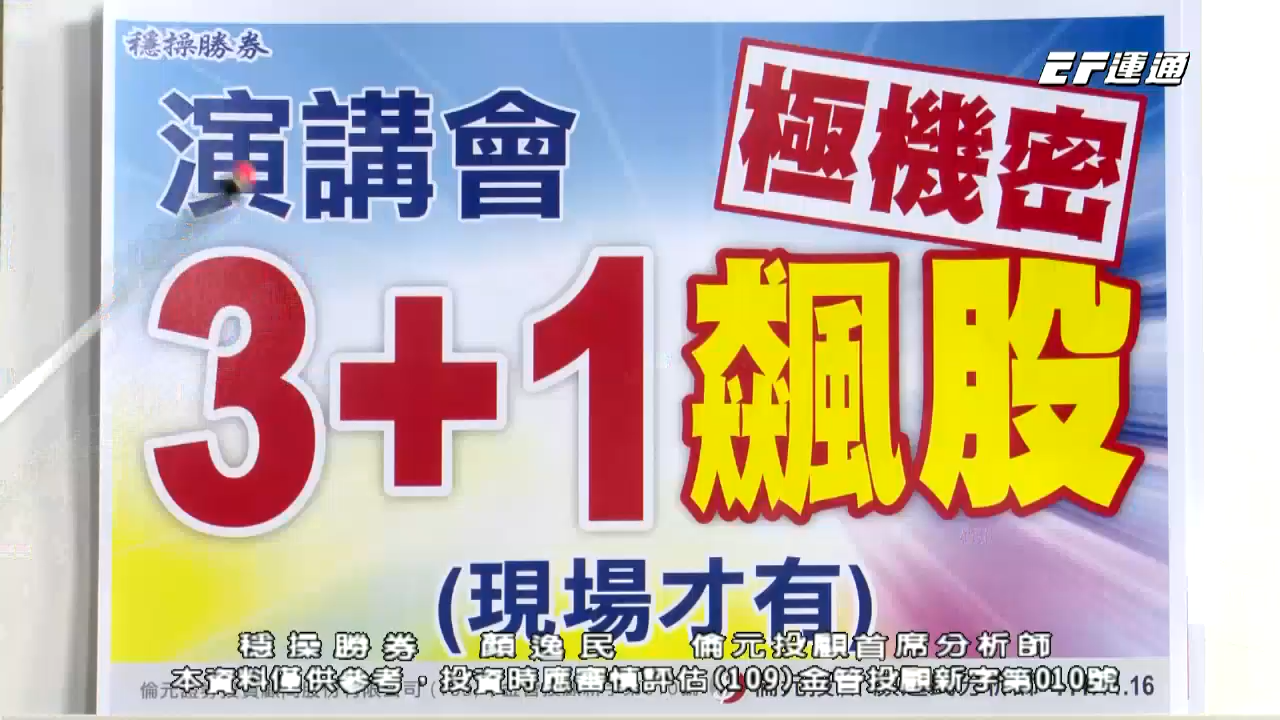 穩操勝券
EF運通
極機密
演講會
3+1飆股
(現場才有)
穩操勝券 顏逸民 倫元投顧首席分析師
本資料僅供參考，投資時應審慎評估(109)金管投顧新字第010號
.16